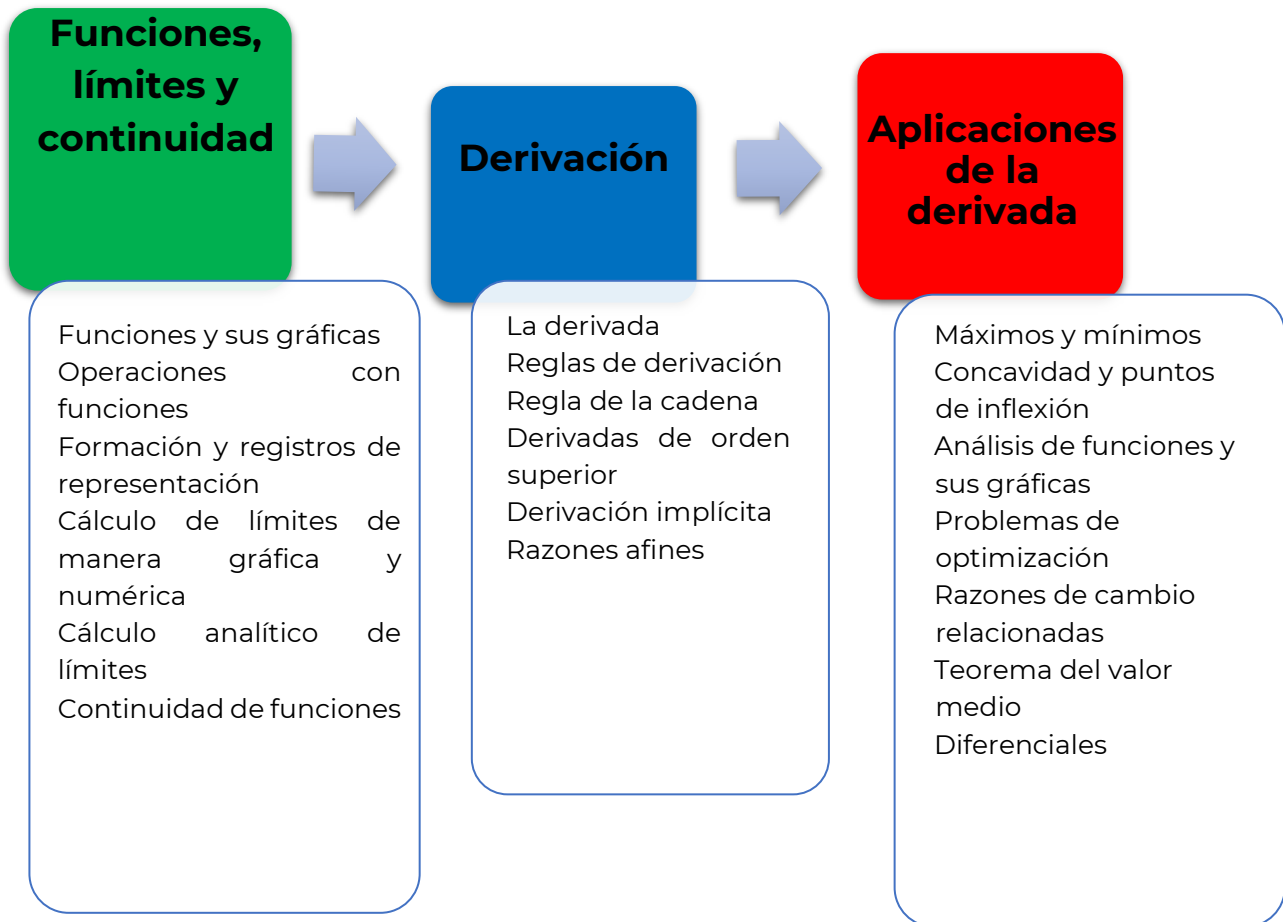 Funciones,
límites y
continuidad
Funciones y sus gráficas
Operaciones con
funciones
Formación y registros de
representación
Cálculo de límites de
manera gráfica y
numérica
Cálculo analítico de
límites
Continuidad de funciones
Derivación
La derivada
Reglas de derivación
Regla de la cadena
Derivadas de orden
superior
Derivación implícita
Razones afines
Aplicaciones
de la
derivada
Máximos y mínimos
Concavidad y puntos
de inflexión
Análisis de funciones y
sus gráficas
Problemas de
optimización
Razones de cambio
relacionadas
Teorema del valor
medio
Diferenciales